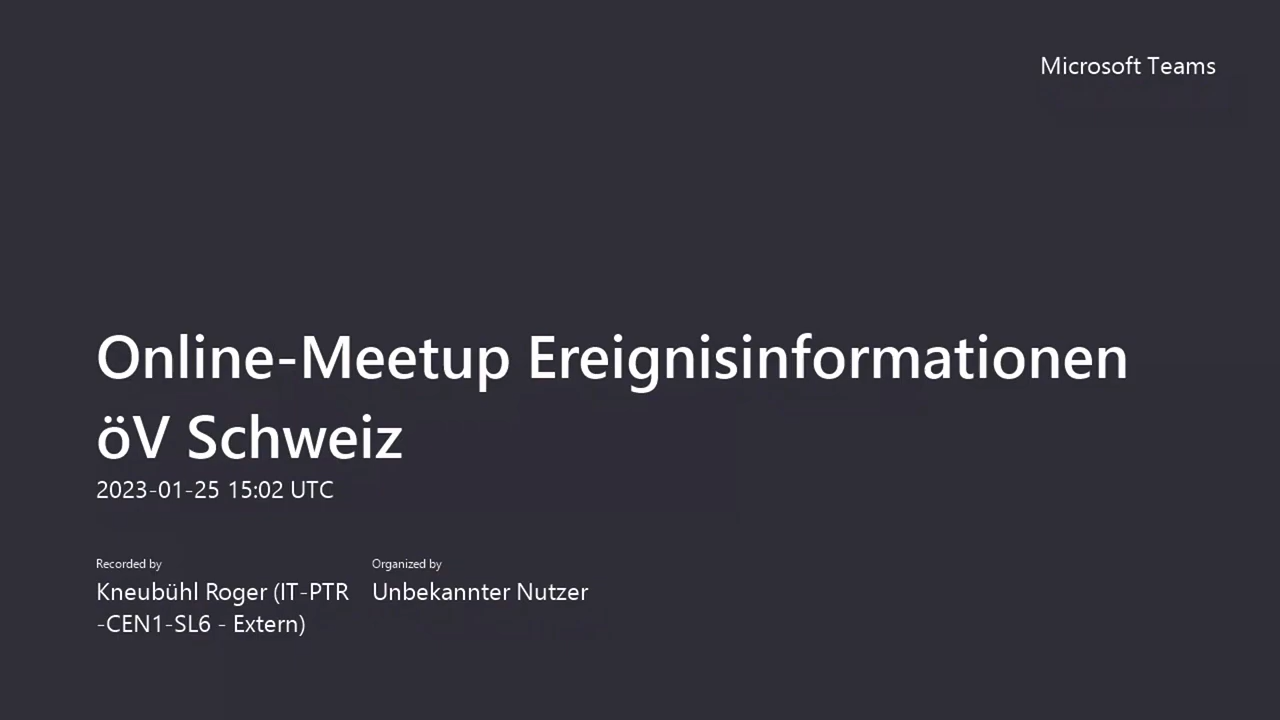 Microsoft Teams
Online-Meetup Ereignisinformationen
öV Schweiz
2023-01-25 15:02 UTC
Recorded by
Kneubühl Roger (IT-PTR
-CEN1-SL6 - Extern)
Organized by
Unbekannter Nutzer